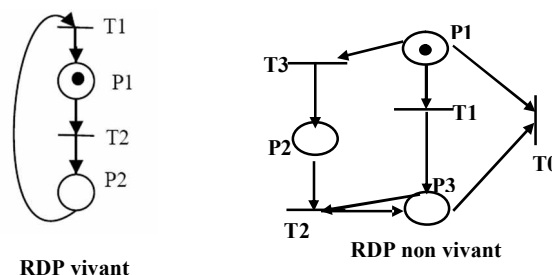 T1
P1
T2
P2
RDP vivant
P1
T3
T1
P2
T0
P3
T2
RDP non vivant